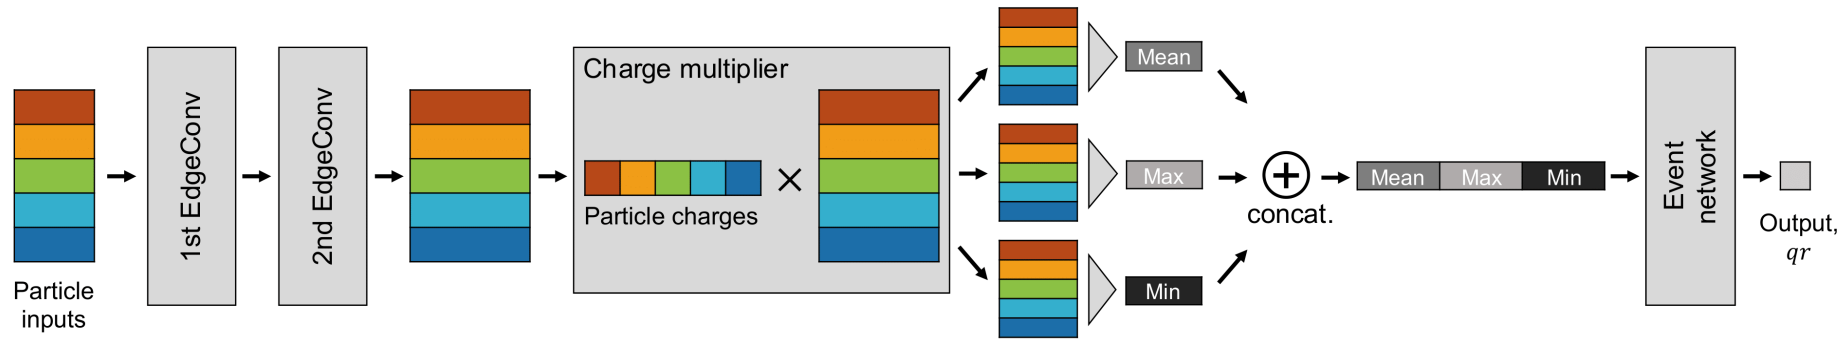 Particle
inputs
1st EdgeConv
2nd EdgeConv
Charge multiplier
Particle charges
×
Mean
Max
Min
+
concat.
Mean Max Min
Event
network
Output,
qr